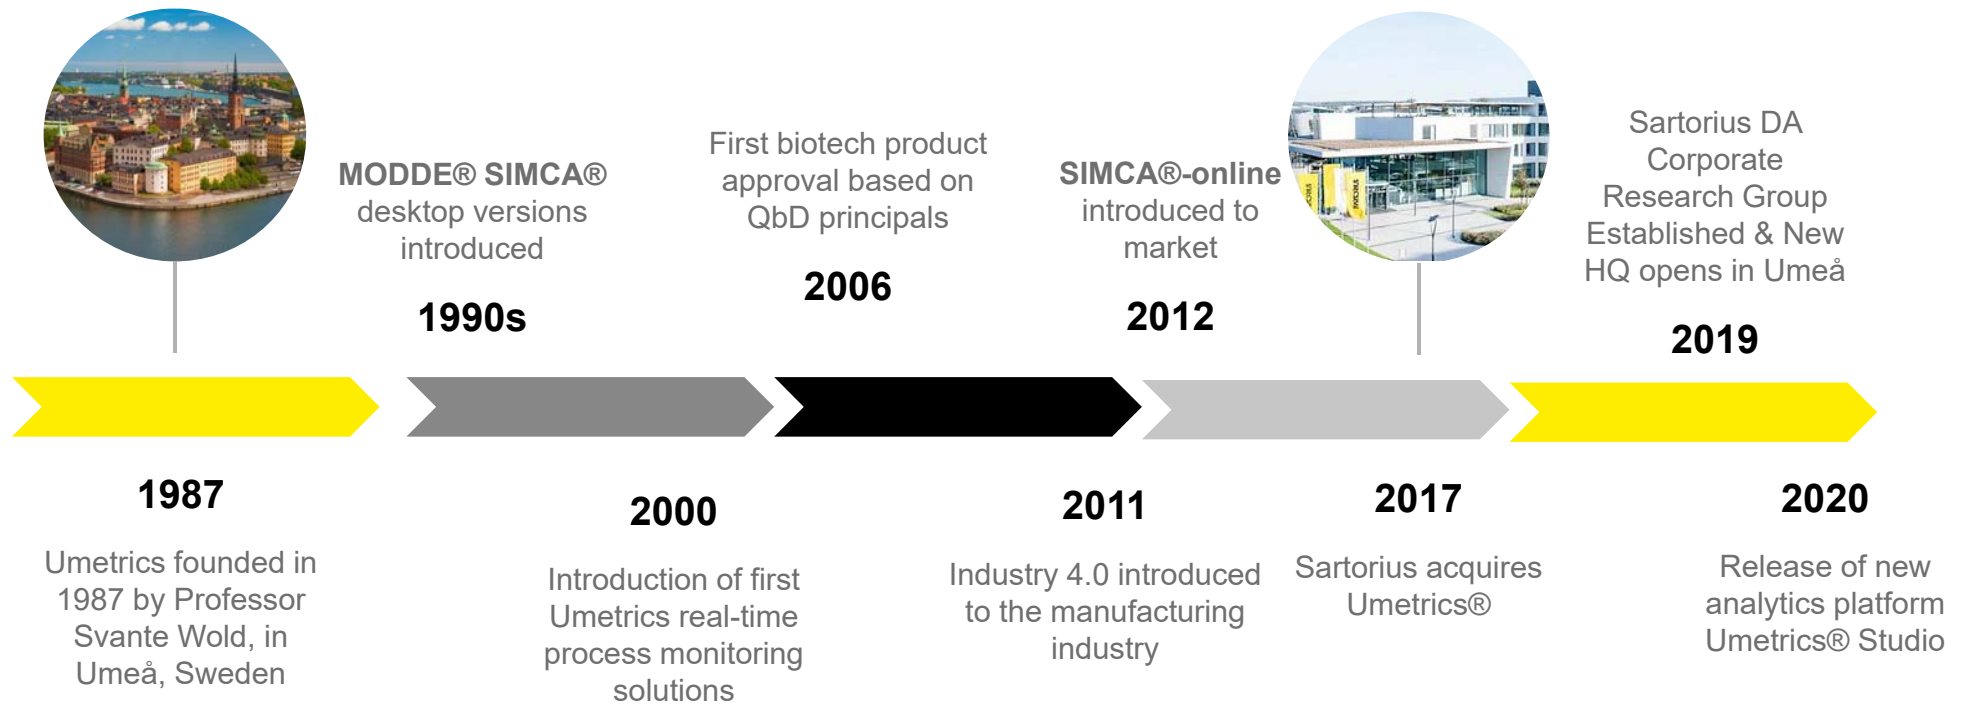 MODDE® SIMCA®
desktop versions
introduced
1990s
First biotech product
approval based on
QbD principals
2006
SIMCA®-online
introduced to
market
2012
Sartorius DA
Corporate
Research Group
Established & New
HQ opens in Umeå
2019
1987
Umetrics founded in
1987 by Professor
Svante Wold, in
Umeå, Sweden
2000
Introduction of first
Umetrics real-time
process monitoring
solutions
2011
Industry 4.0 introduced
to the manufacturing
industry
2017
Sartorius acquires
Umetrics®
2020
Release of new
analytics platform
Umetrics® Studio